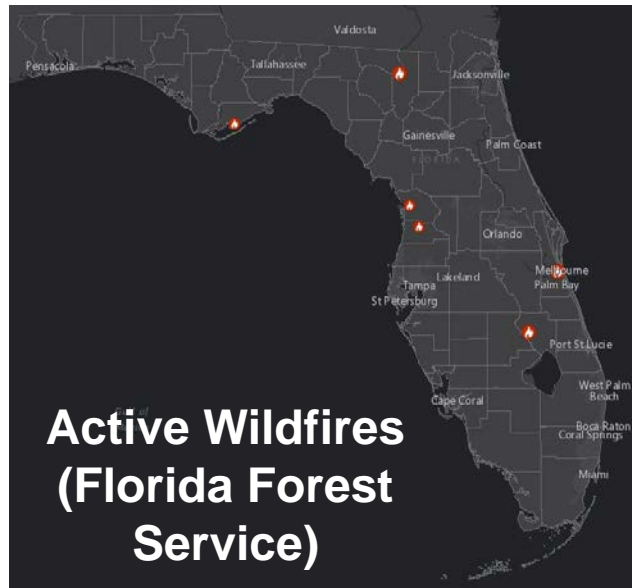 Valdosta
Pensacola
Tallahassee
Jacksonville
Gainesville
Palm Coast
FLORIDA
Orlando
Melbourne
Palm Bay
Lakeland
Tampa
St Petersburg
Port St Lucie
West Palm
Beach
Cape Coral
Boca Raton
Coral Springs
Miami
Active Wildfires
(Florida Forest
Service)